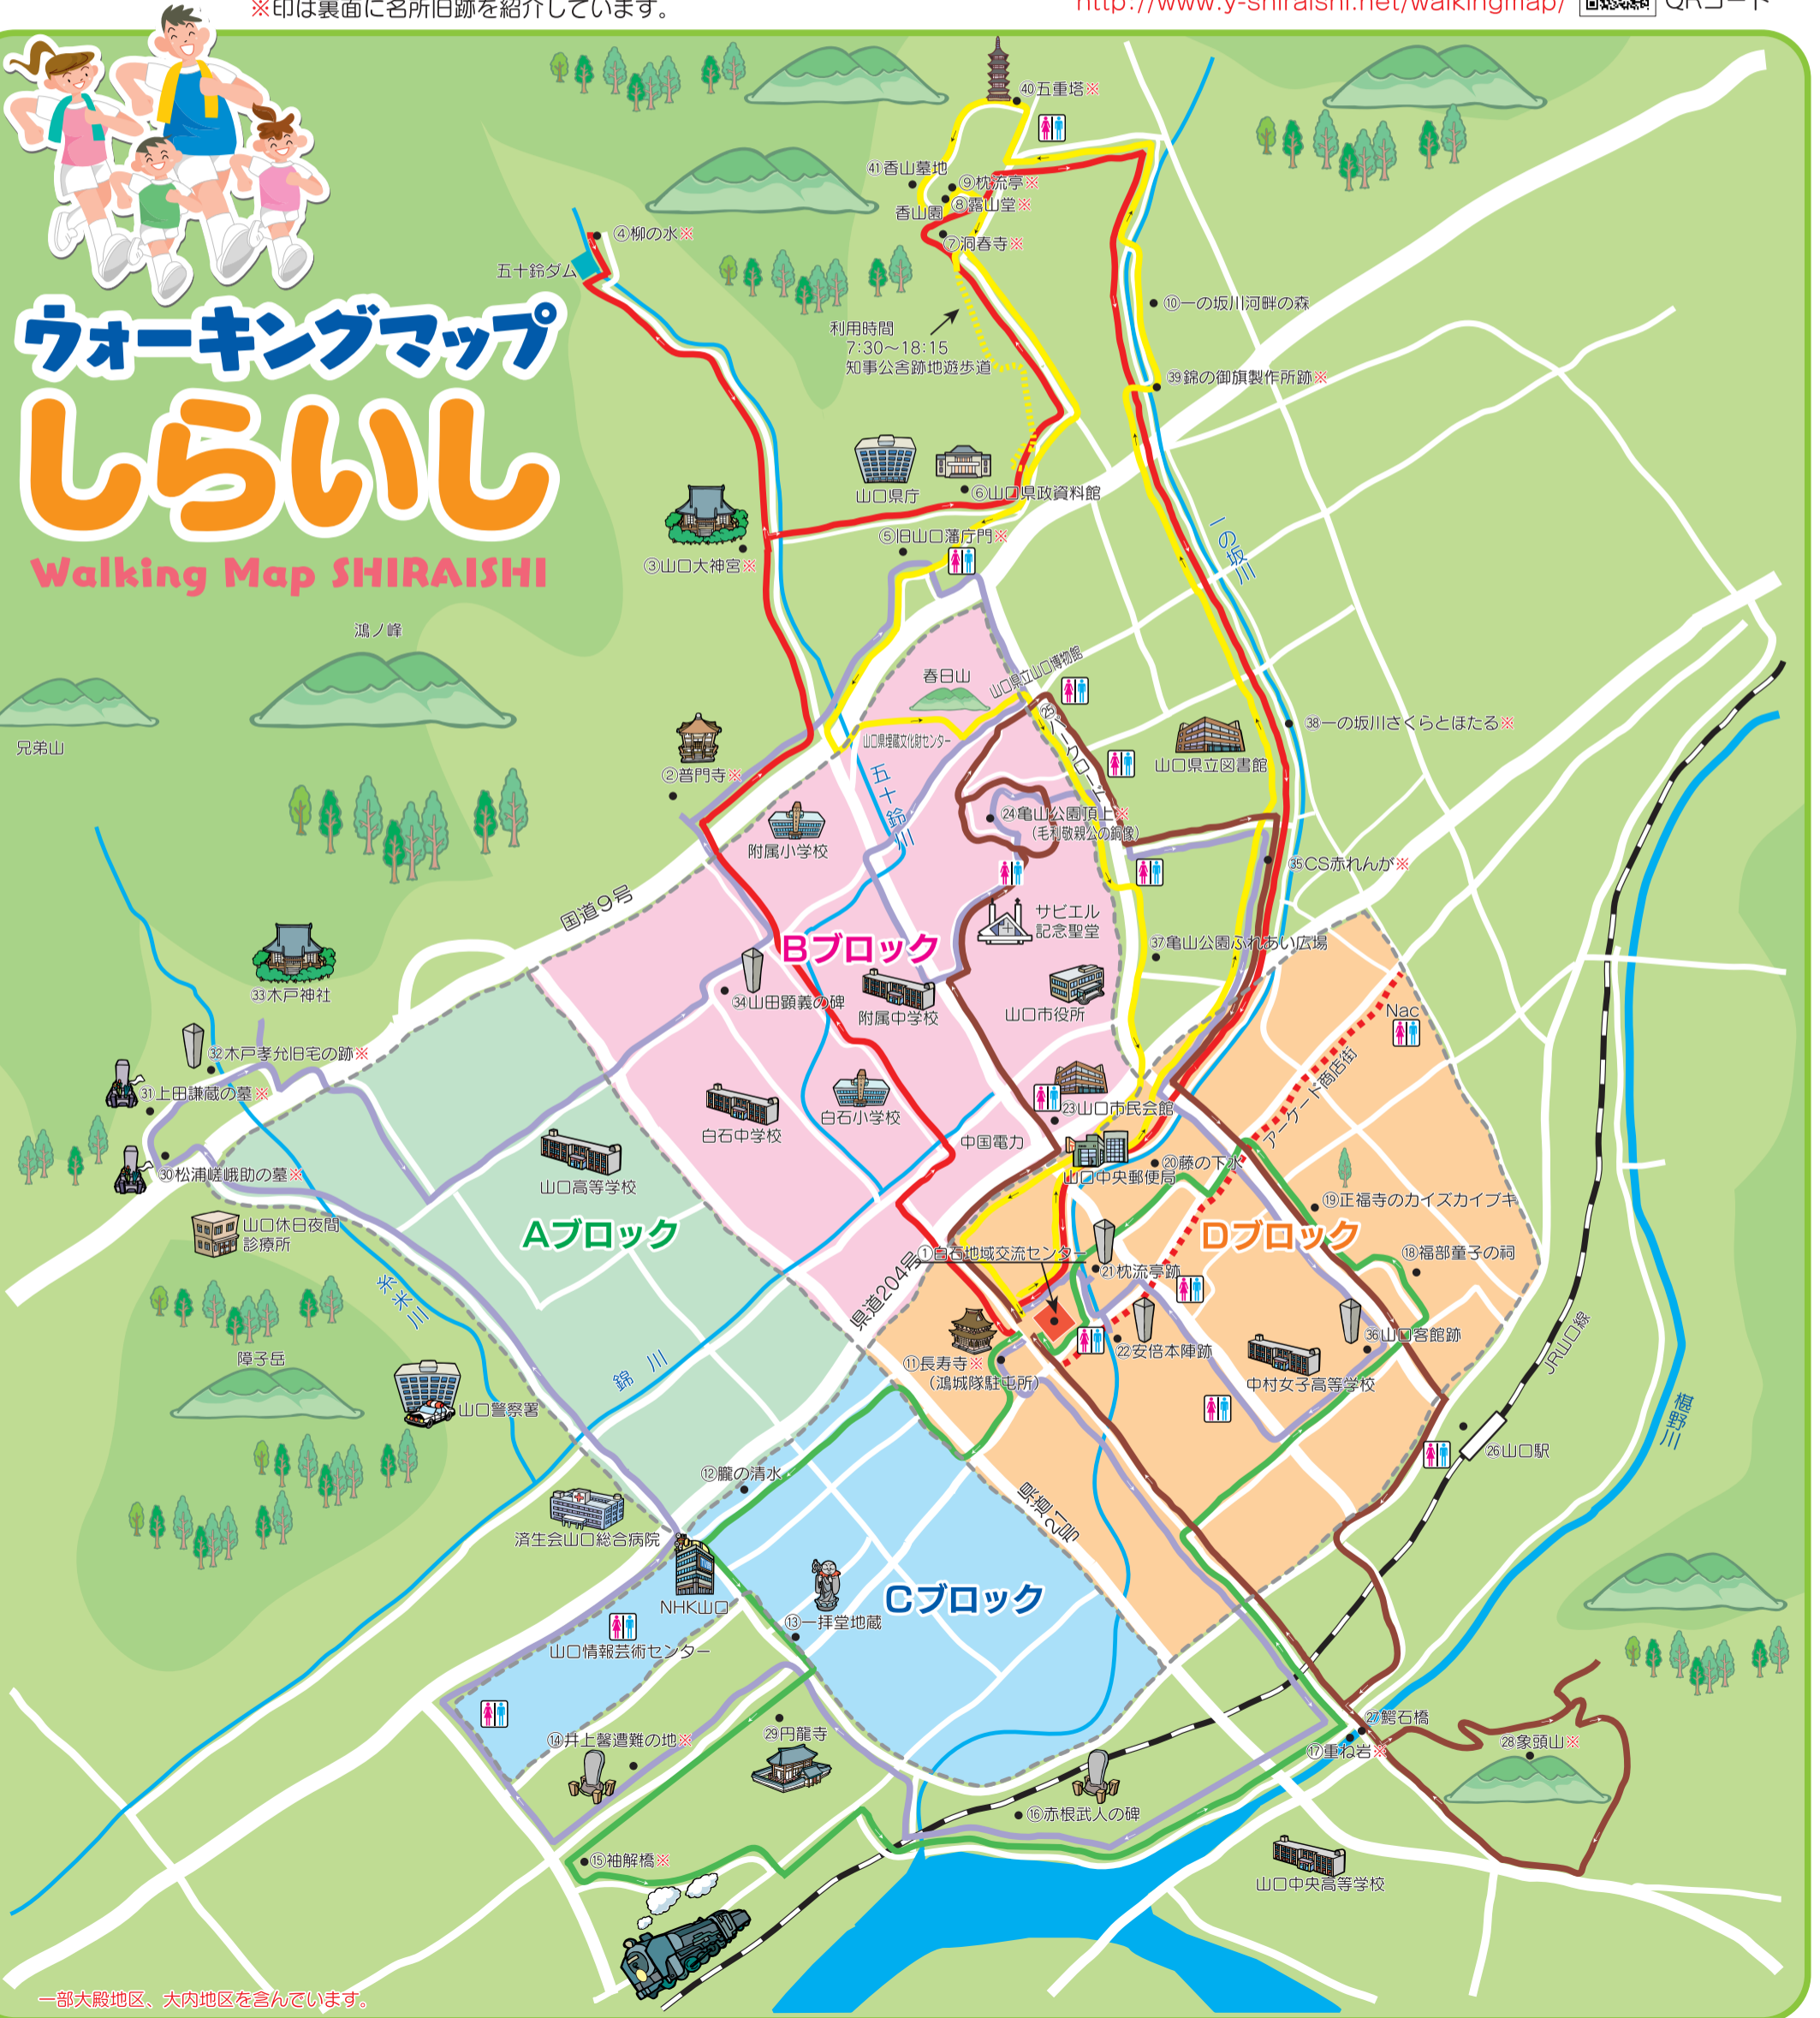 ※印は裏面に名所旧跡を紹介しています。
http://www.y-shiraishi.net/walkingmap/
QRコード
ウォーキングマップ
しらいし
Walking Map SHIRAISHI
㊵五重塔※
㊶香山墓地
⑨枕流亭※
⑧露山堂※
香山園
⑦洞春寺※
④柳の水※
五十鈴ダム
⑩一の坂川河畔の森
利用時間
7:30～18:15
知事公舎跡地遊歩道
㊴錦の御旗製作所跡※
山口県庁
⑥山口県政資料館
⑤旧山口藩庁門※
③山口大神宮※
一の坂川
鴻ノ峰
兄弟山
春日山
山口県立山口博物館
㉕パークロード
山口県埋蔵文化財センター
㊳一の坂川さくらとほたる※
山口県立図書館
②普門寺※
五十鈴川
㉔亀山公園頂上※
（毛利敬親公の銅像）
附属小学校
㉟CS赤れんが※
国道9号
サビエル
記念聖堂
Bブロック
㊲亀山公園ふれあい広場
㉝木戸神社
㉞山田顕義の碑
附属中学校
山口市役所
Nac
㉜木戸孝允旧宅の跡※
アーケード商店街
㉛上田謙蔵の墓※
㉓山口市民会館
白石中学校
白石小学校
中国電力
山口中央郵便局
⑳藤の下水
㉚松浦嵯峨助の墓※
山口高等学校
⑲正福寺のカイズカイブキ
山口休日夜間
診療所
Aブロック
Dブロック
①白石地域交流センター
⑱福部童子の祠
㉑枕流亭跡
糸米川
県道204号
㊱山口客館跡
障子岳
錦川
⑪長寿寺※
（鴻城隊駐屯所）
㉒安倍本陣跡
中村女子高等学校
JR山口線
椹野川
山口警察署
㉖山口駅
⑫朧の清水
県道21号
済生会山口総合病院
NHK山口
Cブロック
⑬一拝堂地蔵
山口情報芸術センター
⑭井上馨遭難の地※
㉙円龍寺
㉗鰐石橋
⑰重ね岩※
㉘象頭山※
⑯赤根武人の碑
⑮袖解橋※
山口中央高等学校
一部大殿地区、大内地区を含んでいます。